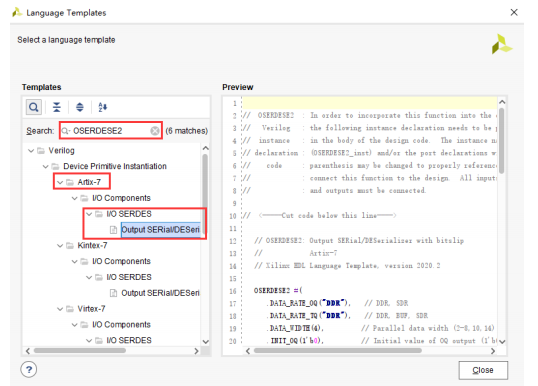 Language Templates
Select a language template
Templates
Search: OSERDESE2 (6 matches)
Verilog
Device Primitive Instantiation
Artix-7
I/O Components
I/O SERDES
Output SERial/DESeri
Kintex-7
I/O Components
I/O SERDES
Output SERial/DESeri
Virtex-7
I/O Components
I/O SERDES
Preview
1
2 // OSERDESE2 : In order to incorporate this function into the
3 // Verilog : the following instance declaration needs to be p
4 // instance : in the body of the design code. The instance n
5 // declaration : (OSERDESE2_inst) and/or the port declarations w
6 // code : parenthesis may be changed to properly reference
7 // : connect this function to the design. All input
8 // : and outputs must be connected.
9
10 // <-----Cut code below this line---->
11
12 // OSERDESE2: Output SERial/DESerializer with bitslip
13 // Artix-7
14 // Xilinx HDL Language Template, version 2020.2
15
16 OSERDESE2 #(
17 .DATA_RATE_OQ("DDR"), // DDR, SDR
18 .DATA_RATE_TQ("DDR"), // DDR, BUF, SDR
19 .DATA_WIDTH(4), // Parallel data width (2-8,10,14)
20 .INIT_OQ(1'b0), // Initial value of OQ output (1'b
?
Close